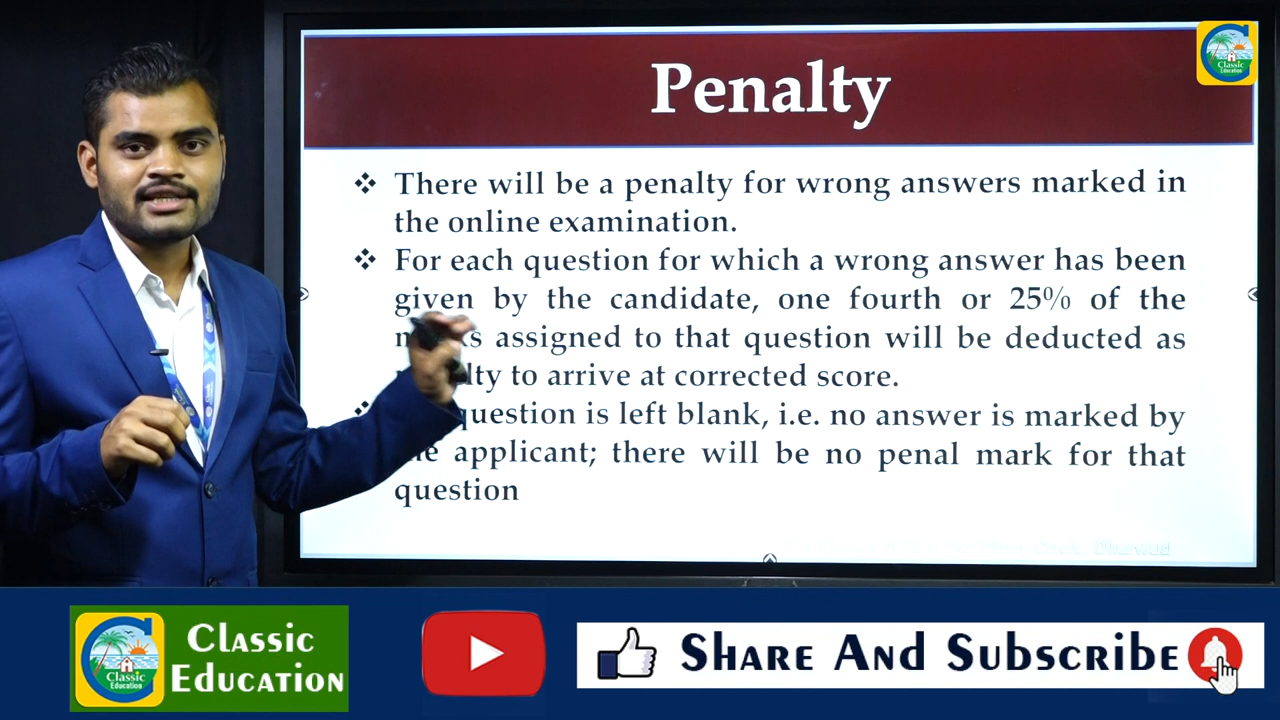 Penalty
Classic
Education
❖ There will be a penalty for wrong answers marked in
the online examination.
❖ For each question for which a wrong answer has been
given by the candidate, one fourth or 25% of the
assigned to that question will be deducted as
to arrive at corrected score.
question is left blank, i.e. no answer is marked by
applicant; there will be no penal mark for that
question
Dharwad
Classic
Education
Classic
Education
Share And Subscribe